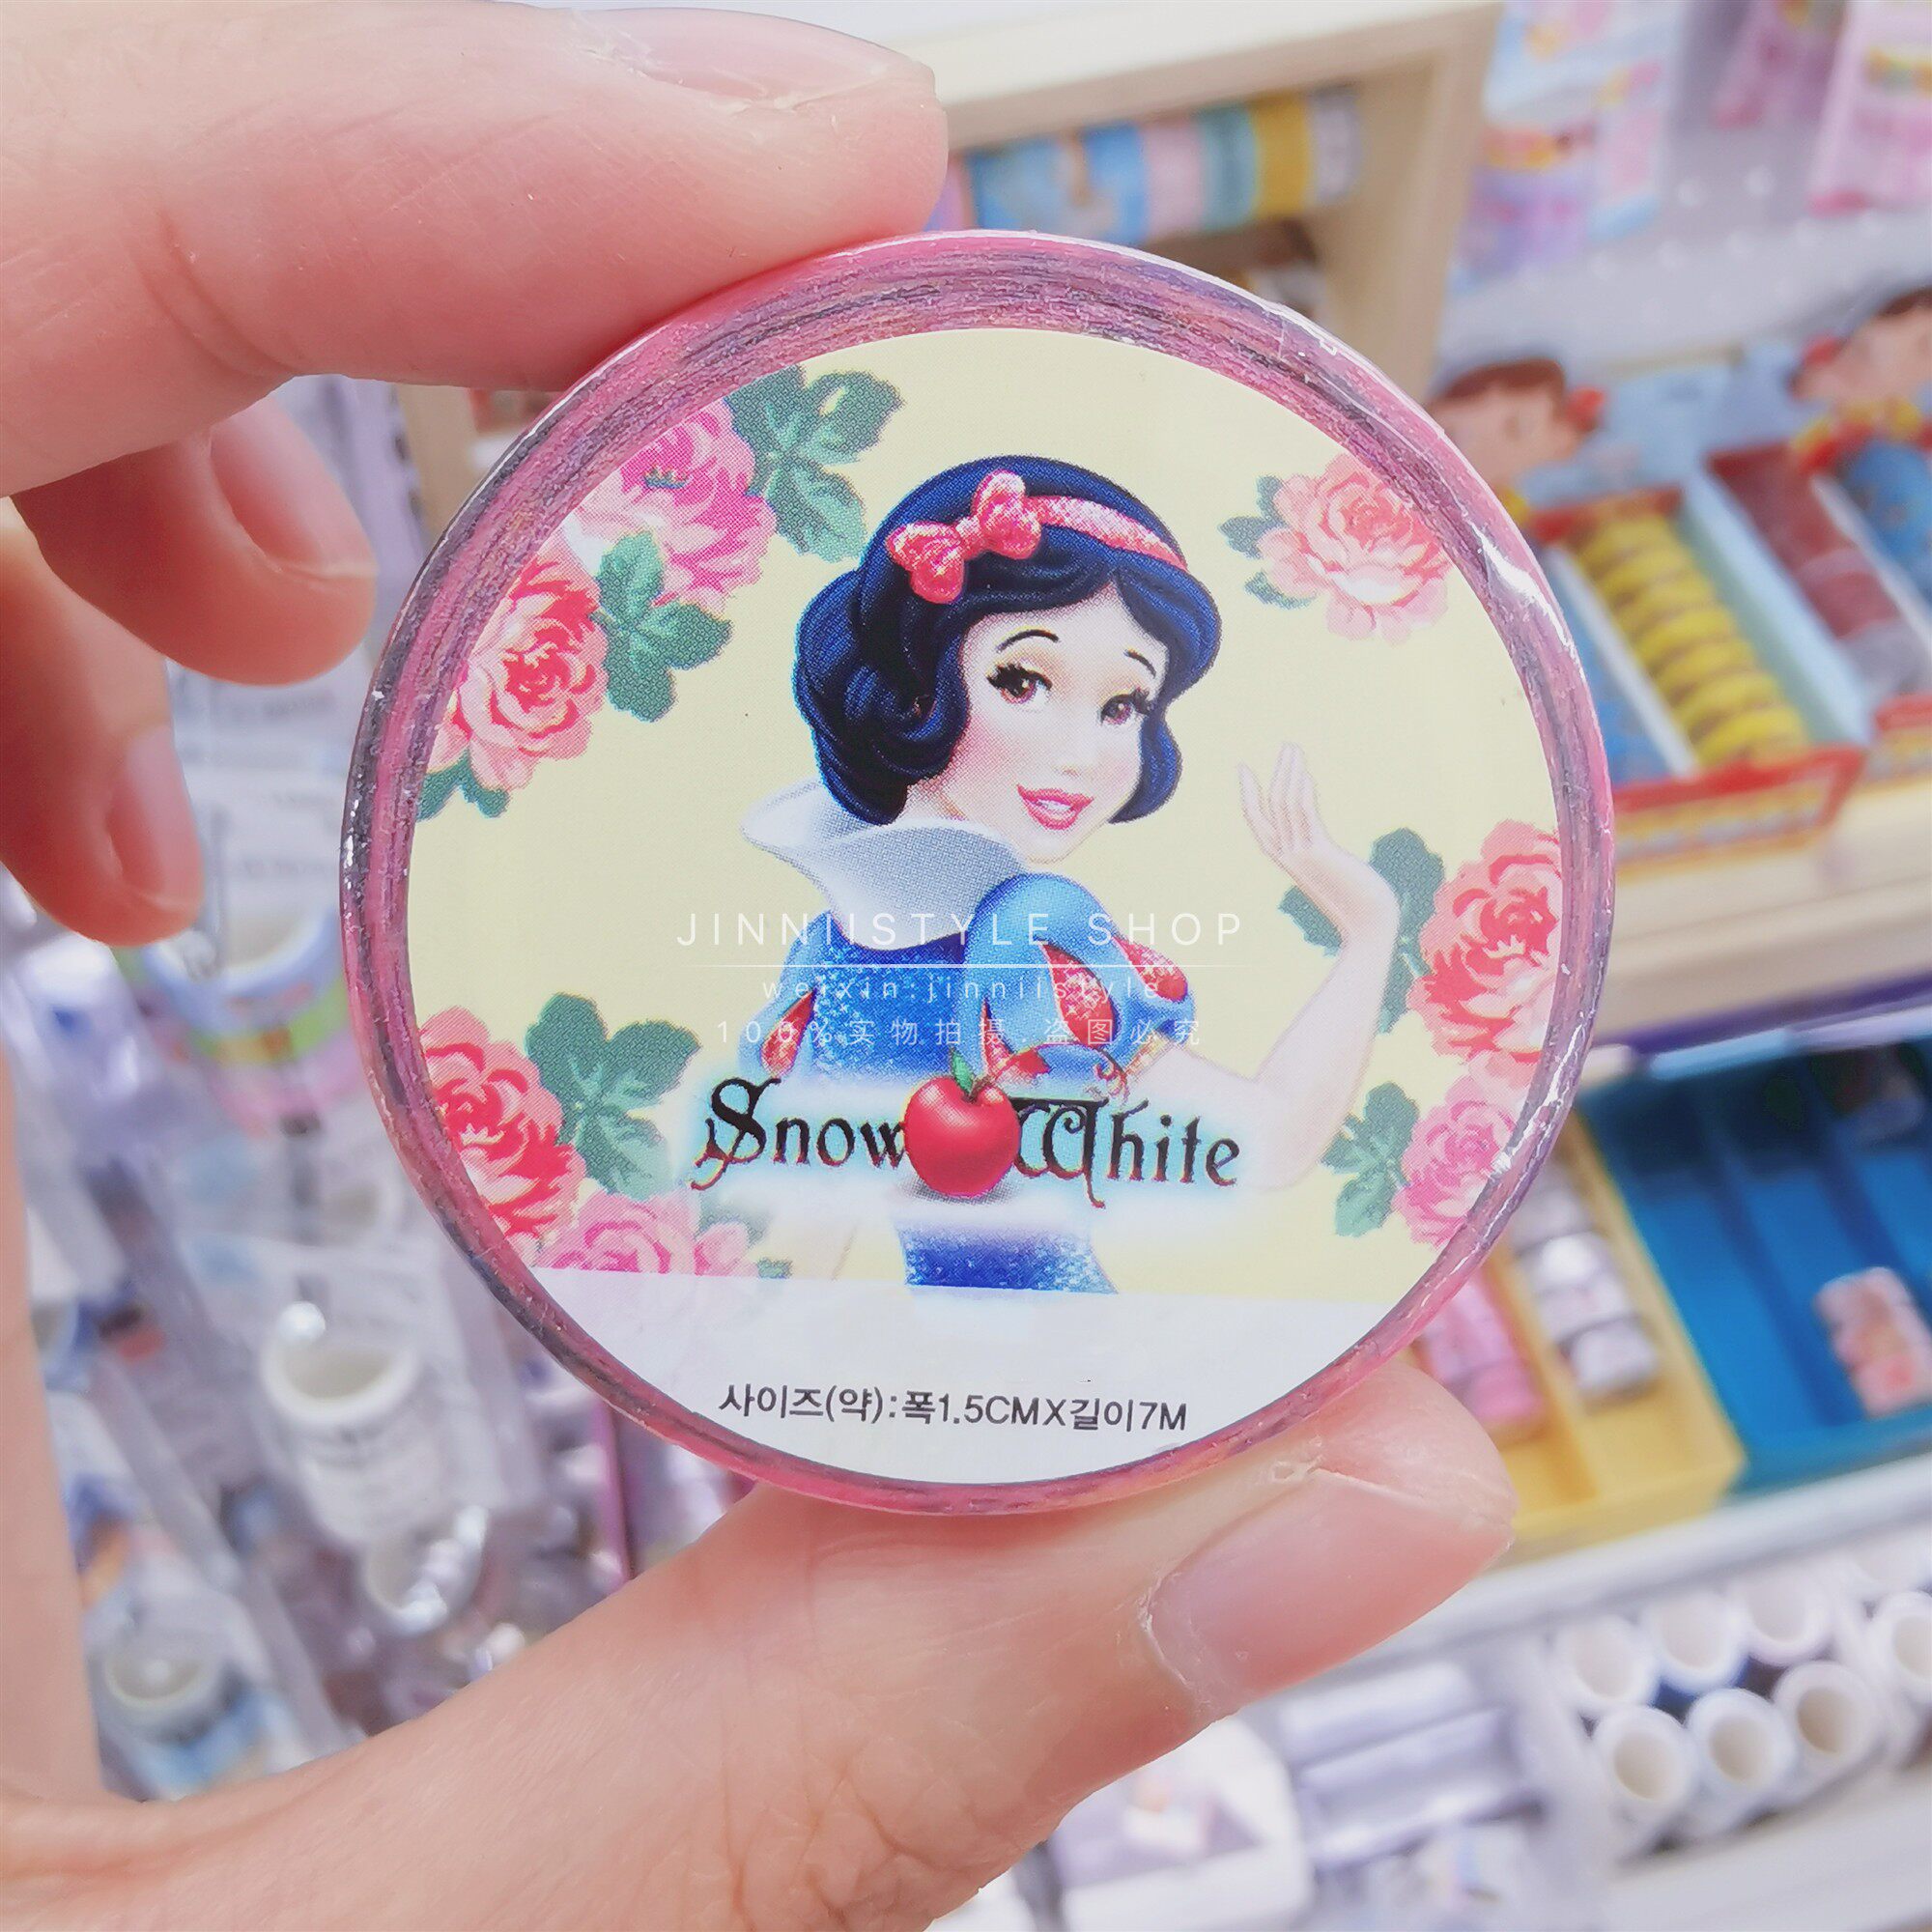 JINNIISTYLE SHOP
weixin:jinniistyle
100%实物拍摄.盗图必究
Snow White
사이즈(약):폭1.5CMX길이7M